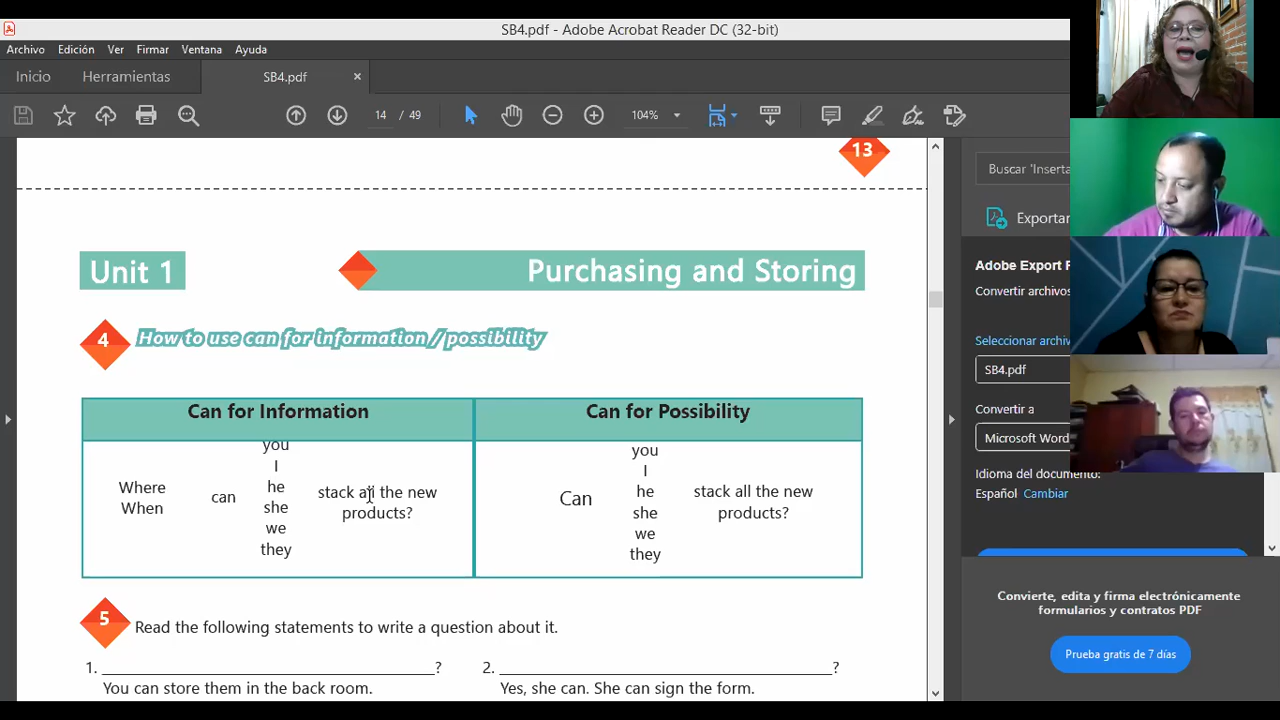 SB4.pdf - Adobe Acrobat Reader DC (32-bit)
Archivo Edición Ver Firmar Ventana Ayuda
Inicio Herramientas SB4.pdf ×
14 / 49 104%
13
Buscar 'Inserta
Exportar
Unit 1 Purchasing and Storing
Adobe Export P
Convertir archivos
4 How to use can for information / possibility
Seleccionar archiv
SB4.pdf
Convertir a
Microsoft Word
Idioma del documento:
Español Cambiar
Can for Information Can for Possibility
Where
When
can
you
I
he
she
we
they
stack all the new
products?
Can
you
I
he
she
we
they
stack all the new
products?
5 Read the following statements to write a question about it.
1. ________________________________?
You can store them in the back room.
2. ________________________________?
Yes, she can. She can sign the form.
Convierte, edita y firma electrónicamente
formularios y contratos PDF
Prueba gratis de 7 días